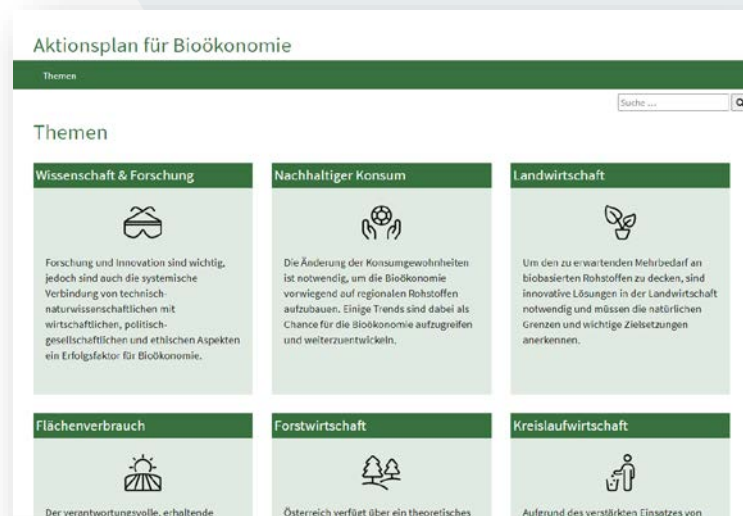 Aktionsplan für Bioökonomie
Themen
Suche ...
Themen
Wissenschaft & Forschung
Forschung und Innovation sind wichtig,
jedoch sind auch die systemische
Verbindung von technisch-
naturwissenschaftlichen mit
wirtschaftlichen, politisch-
gesellschaftlichen und ethischen Aspekten
ein Erfolgsfaktor für Bioökonomie.
Nachhaltiger Konsum
Die Änderung der Konsumgewohnheiten
ist notwendig, um die Bioökonomie
vorwiegend auf regionalen Rohstoffen
aufzubauen. Einige Trends sind dabei als
Chance für die Bioökonomie aufzugreifen
und weiterzuentwickeln.
Landwirtschaft
Um den zu erwartenden Mehrbedarf an
biobasierten Rohstoffen zu decken, sind
innovative Lösungen in der Landwirtschaft
notwendig und müssen die natürlichen
Grenzen und wichtige Zielsetzungen
anerkennen.
Flächenverbrauch
Der verantwortungsvolle, erhaltende
Forstwirtschaft
Österreich verfügt über ein theoretisches
Kreislaufwirtschaft
Aufgrund des verstärkten Einsatzes von